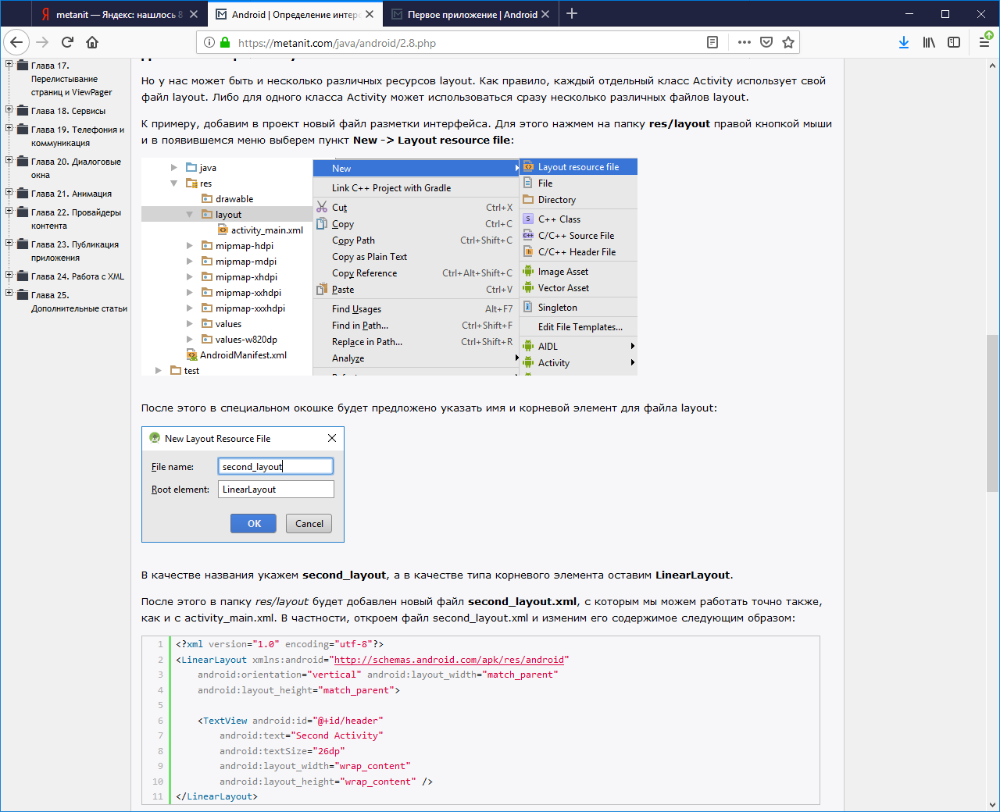 metanit — Яндекс: нашлось 8
Android | Определение интер
Первое приложение | Android
https://metanit.com/java/android/2.8.php
Глава 17.
Перелистывание
страниц и ViewPager
Глава 18. Сервисы
Глава 19. Телефония и
коммуникация
Глава 20. Диалоговые
окна
Глава 21. Анимация
Глава 22. Провайдеры
контента
Глава 23. Публикация
приложения
Глава 24. Работа с XML
Глава 25.
Дополнительные статьи
Но у нас может быть и несколько различных ресурсов layout. Как правило, каждый отдельный класс Activity использует свой
файл layout. Либо для одного класса Activity может использоваться сразу несколько различных файлов layout.
К примеру, добавим в проект новый файл разметки интерфейса. Для этого нажмем на папку res/layout правой кнопкой мыши
и в появившемся меню выберем пункт New -> Layout resource file:
java
res
drawable
layout
activity_main.xml
mipmap-hdpi
mipmap-mdpi
mipmap-xhdpi
mipmap-xxhdpi
mipmap-xxxhdpi
values
values-w820dp
AndroidManifest.xml
test
New
Link C++ Project with Gradle
Cut Ctrl+X
Copy Ctrl+C
Copy Path Ctrl+Shift+C
Copy as Plain Text
Copy Reference Ctrl+Alt+Shift+C
Paste Ctrl+V
Find Usages Alt+F7
Find in Path... Ctrl+Shift+F
Replace in Path... Ctrl+Shift+R
Analyze
Layout resource file
File
Directory
C++ Class
C/C++ Source File
C/C++ Header File
Image Asset
Vector Asset
Singleton
Edit File Templates...
AIDL
Activity
После этого в специальном окошке будет предложено указать имя и корневой элемент для файла layout:
New Layout Resource File
File name: second_layout
Root element: LinearLayout
OK Cancel
В качестве названия укажем second_layout, а в качестве типа корневого элемента оставим LinearLayout.
После этого в папку res/layout будет добавлен новый файл second_layout.xml, с которым мы можем работать точно также,
как и с activity_main.xml. В частности, откроем файл second_layout.xml и изменим его содержимое следующим образом:
1 <?xml version="1.0" encoding="utf-8"?>
2 <LinearLayout xmlns:android="http://schemas.android.com/apk/res/android"
3 android:orientation="vertical" android:layout_width="match_parent"
4 android:layout_height="match_parent">
5
6 <TextView android:id="@+id/header"
7 android:text="Second Activity"
8 android:textSize="26dp"
9 android:layout_width="wrap_content"
10 android:layout_height="wrap_content" />
11 </LinearLayout>